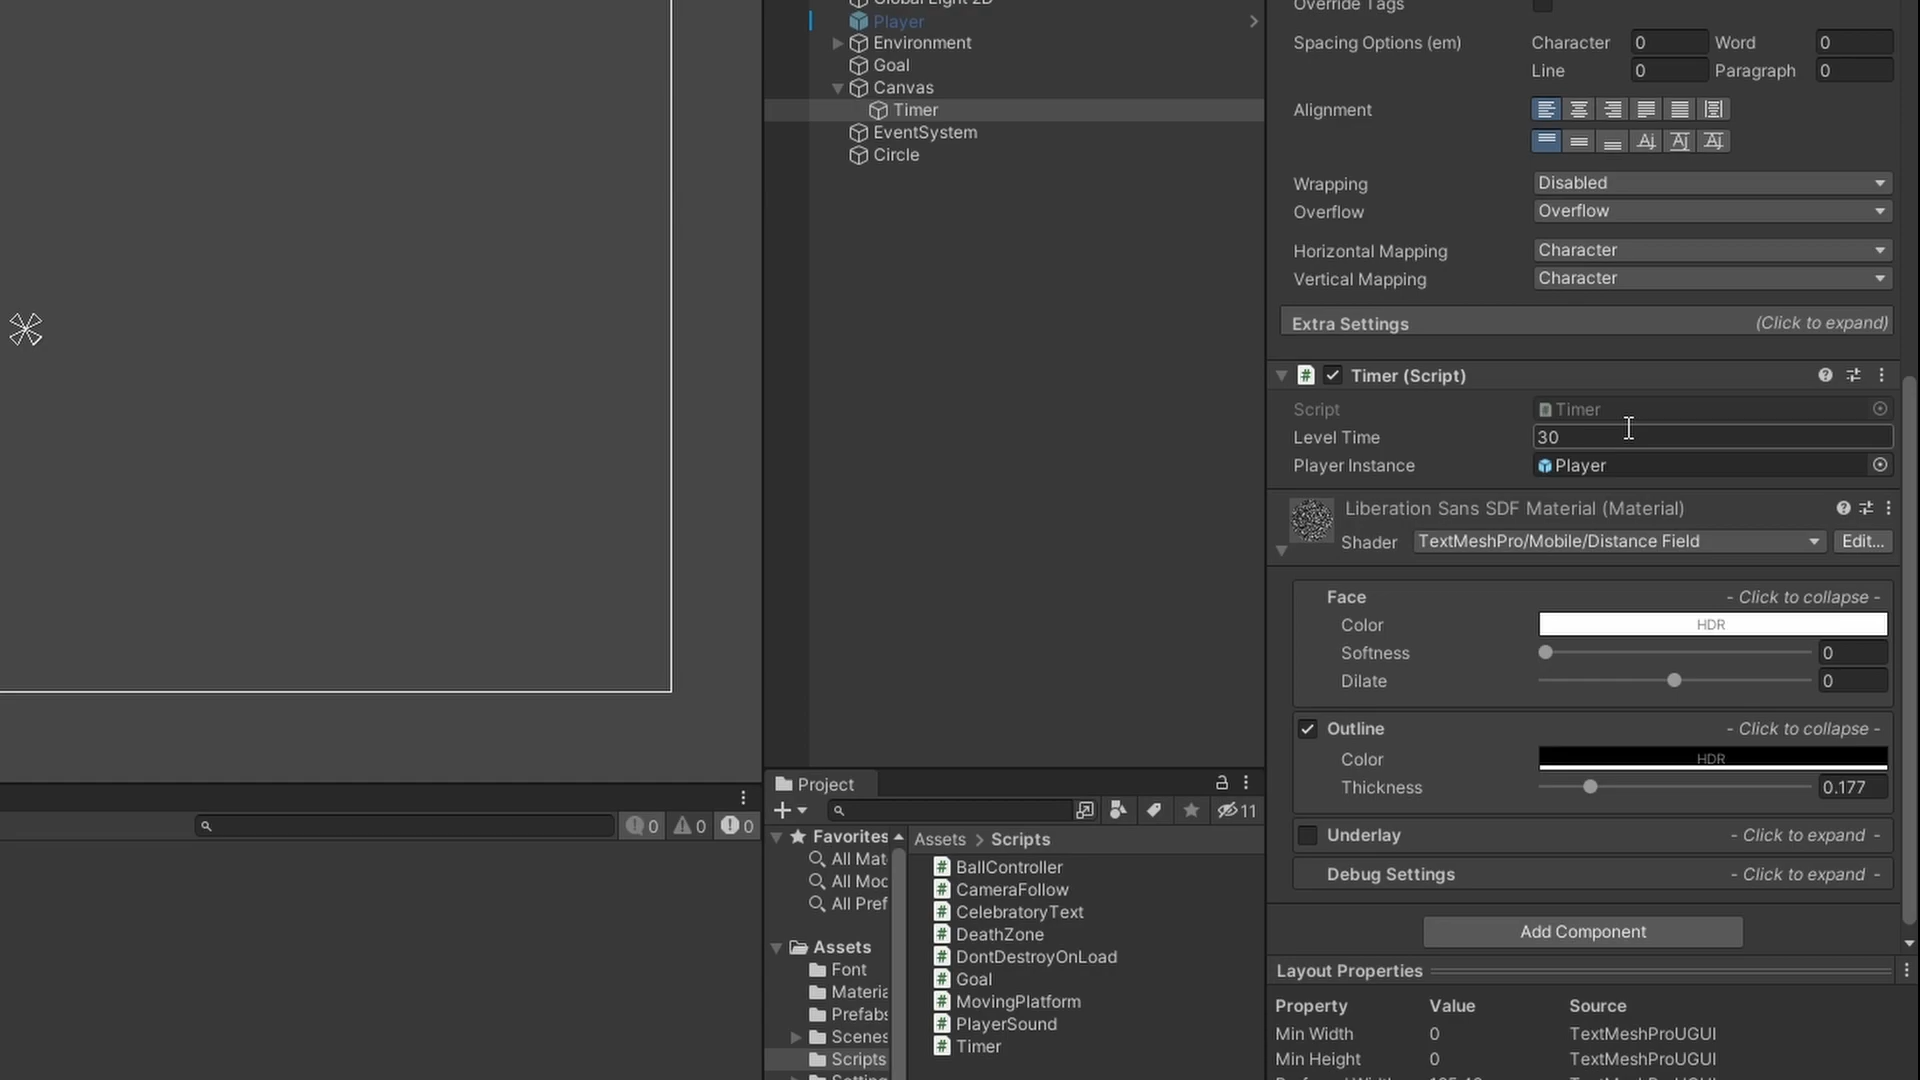 Global Light 2D
Player
Environment
Goal
Canvas
Timer
EventSystem
Circle
Override Tags
Spacing Options (em) Character 0 Word 0
Line 0 Paragraph 0
Alignment
Wrapping Disabled
Overflow Overflow
Horizontal Mapping Character
Vertical Mapping Character
Extra Settings (Click to expand)
# Timer (Script)
Script Timer
Level Time 30
Player Instance Player
Liberation Sans SDF Material (Material)
Shader TextMeshPro/Mobile/Distance Field Edit...
Face - Click to collapse -
Color HDR
Softness 0
Dilate 0
Outline - Click to collapse -
Color HDR
Thickness 0.177
Underlay - Click to expand -
Debug Settings - Click to expand -
Add Component
Layout Properties
Property Value Source
Min Width 0 TextMeshProUGUI
Min Height 0 TextMeshProUGUI
0 0 0
Project
11
Favorites
All Mat
All Mod
All Pref
Assets
Font
Materia
Prefabs
Scenes
Scripts
Assets > Scripts
# BallController
# CameraFollow
# CelebratoryText
# DeathZone
# DontDestroyOnLoad
# Goal
# MovingPlatform
# PlayerSound
# Timer